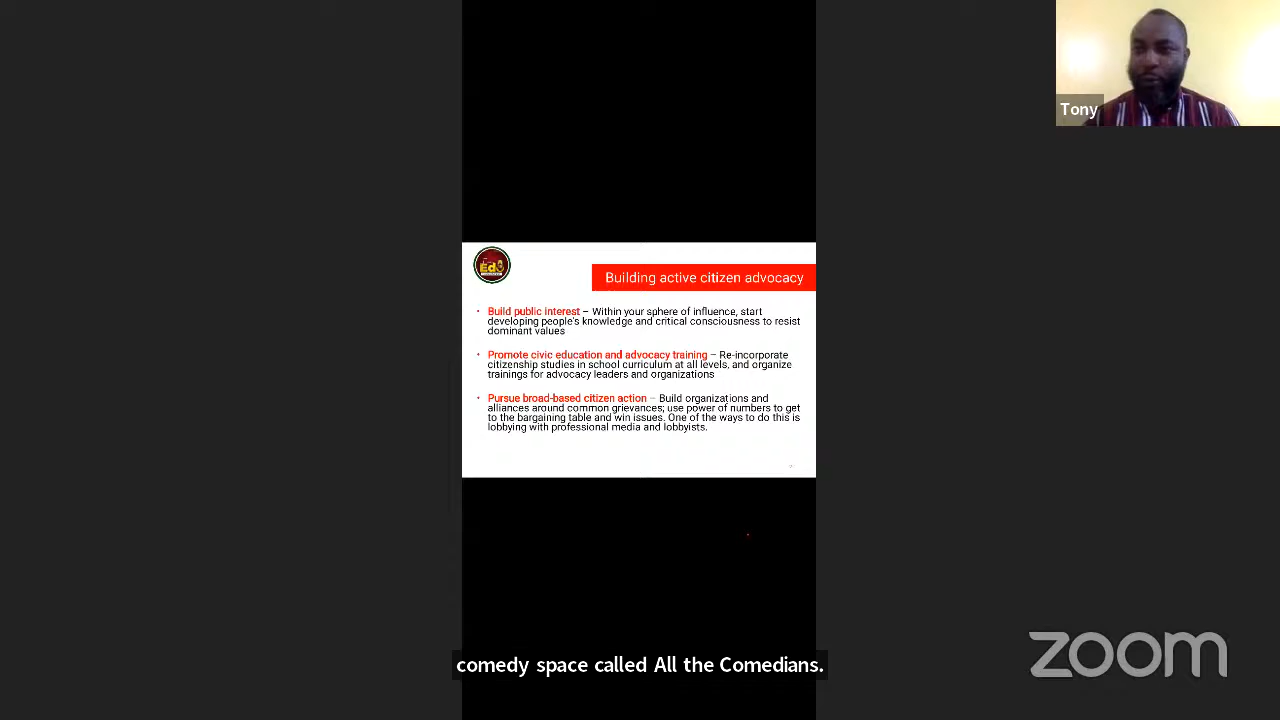 Tony
Ed
Building active citizen advocacy
• Build public interest – Within your sphere of influence, start
developing people's knowledge and critical consciousness to resist
dominant values
• Promote civic education and advocacy training – Re-incorporate
citizenship studies in school curriculum at all levels, and organize
trainings for advocacy leaders and organizations
• Pursue broad-based citizen action – Build organizations and
alliances around common grievances; use power of numbers to get
to the bargaining table and win issues. One of the ways to do this is
lobbying with professional media and lobbyists.
comedy space called All the Comedians.
zoom